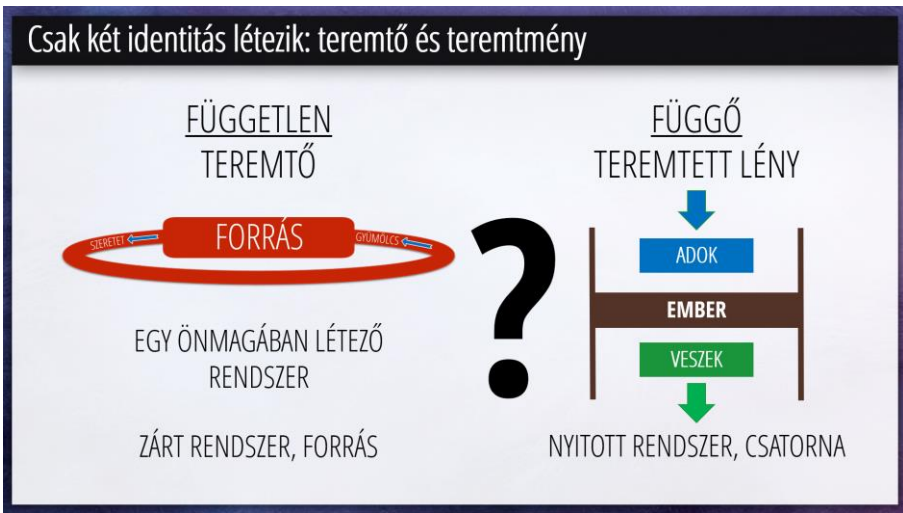 Csak két identitás létezik: teremtő és teremtmény
FÜGGETLEN
TEREMTŐ
SZERETET
FORRÁS
GYÜMÖLCS
EGY ÖNMAGÁBAN LÉTEZŐ
RENDSZER
ZÁRT RENDSZER, FORRÁS
?
FÜGGŐ
TEREMTETT LÉNY
ADOK
EMBER
VESZEK
NYITOTT RENDSZER, CSATORNA